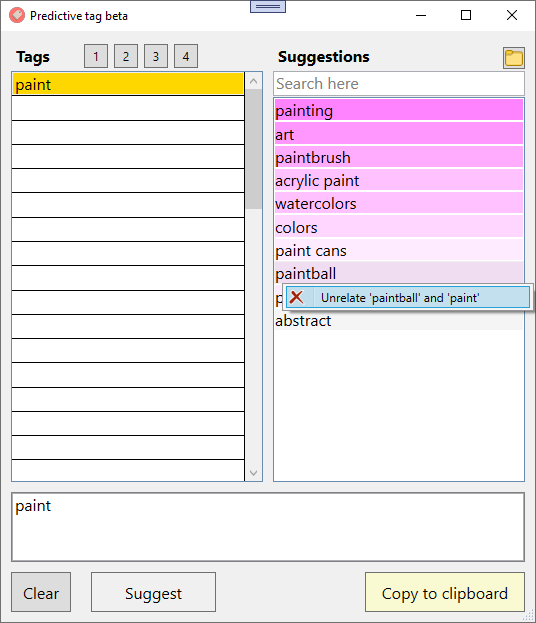 Predictive tag beta
Tags 1 2 3 4 Suggestions
paint
Search here
painting
art
paintbrush
acrylic paint
watercolors
colors
paint cans
paintball
Unrelate 'paintball' and 'paint'
abstract
paint
Clear Suggest Copy to clipboard